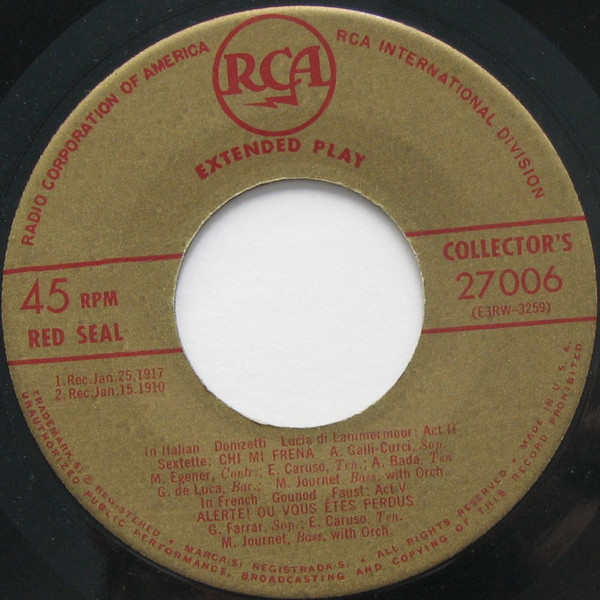 RADIO CORPORATION OF AMERICA
RCA
RCA INTERNATIONAL DIVISION
EXTENDED PLAY
45 RPM
RED SEAL
COLLECTOR'S
27006
(E3RW-3259)
1. Rec. Jan. 25, 1917
2. Rec. Jan. 15, 1910
In Italian Donizetti Lucia di Lammermoor: Act II
Sextette: CHI MI FRENA A. Galli-Curci, Sop.
M. Egener, Contr.; E. Caruso, Ten.; A. Bada, Ten
G. de Luca, Bar.; M. Journet, Bass, with Orch.
In French Gounod Faust: Act V
ALERTE! OU VOUS ÊTES PERDUS
G. Farrar, Sop.; E. Caruso, Ten.
M. Journet, Bass, with Orch.
TRADEMARK(S) ® REGISTERED • MARCA(S) REGISTRADA(S) • ALL RIGHTS RESERVED • MADE IN U.S.A.
UNAUTHORIZED PUBLIC PERFORMANCE, BROADCASTING AND COPYING OF THIS RECORD PROHIBITED